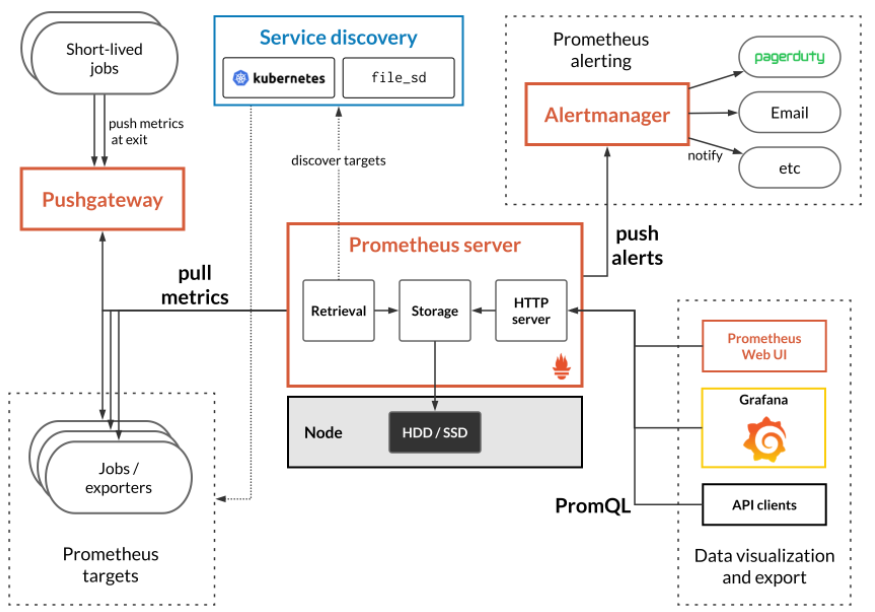 Short-lived
jobs
push metrics
at exit
Pushgateway
Service discovery
kubernetes
file_sd
discover targets
Prometheus
alerting
Alertmanager
pagerduty
Email
etc
notify
push
alerts
pull
metrics
Prometheus server
Retrieval
Storage
HTTP
server
Node
HDD / SSD
Jobs /
exporters
Prometheus
targets
PromQL
Prometheus
Web UI
Grafana
API clients
Data visualization
and export